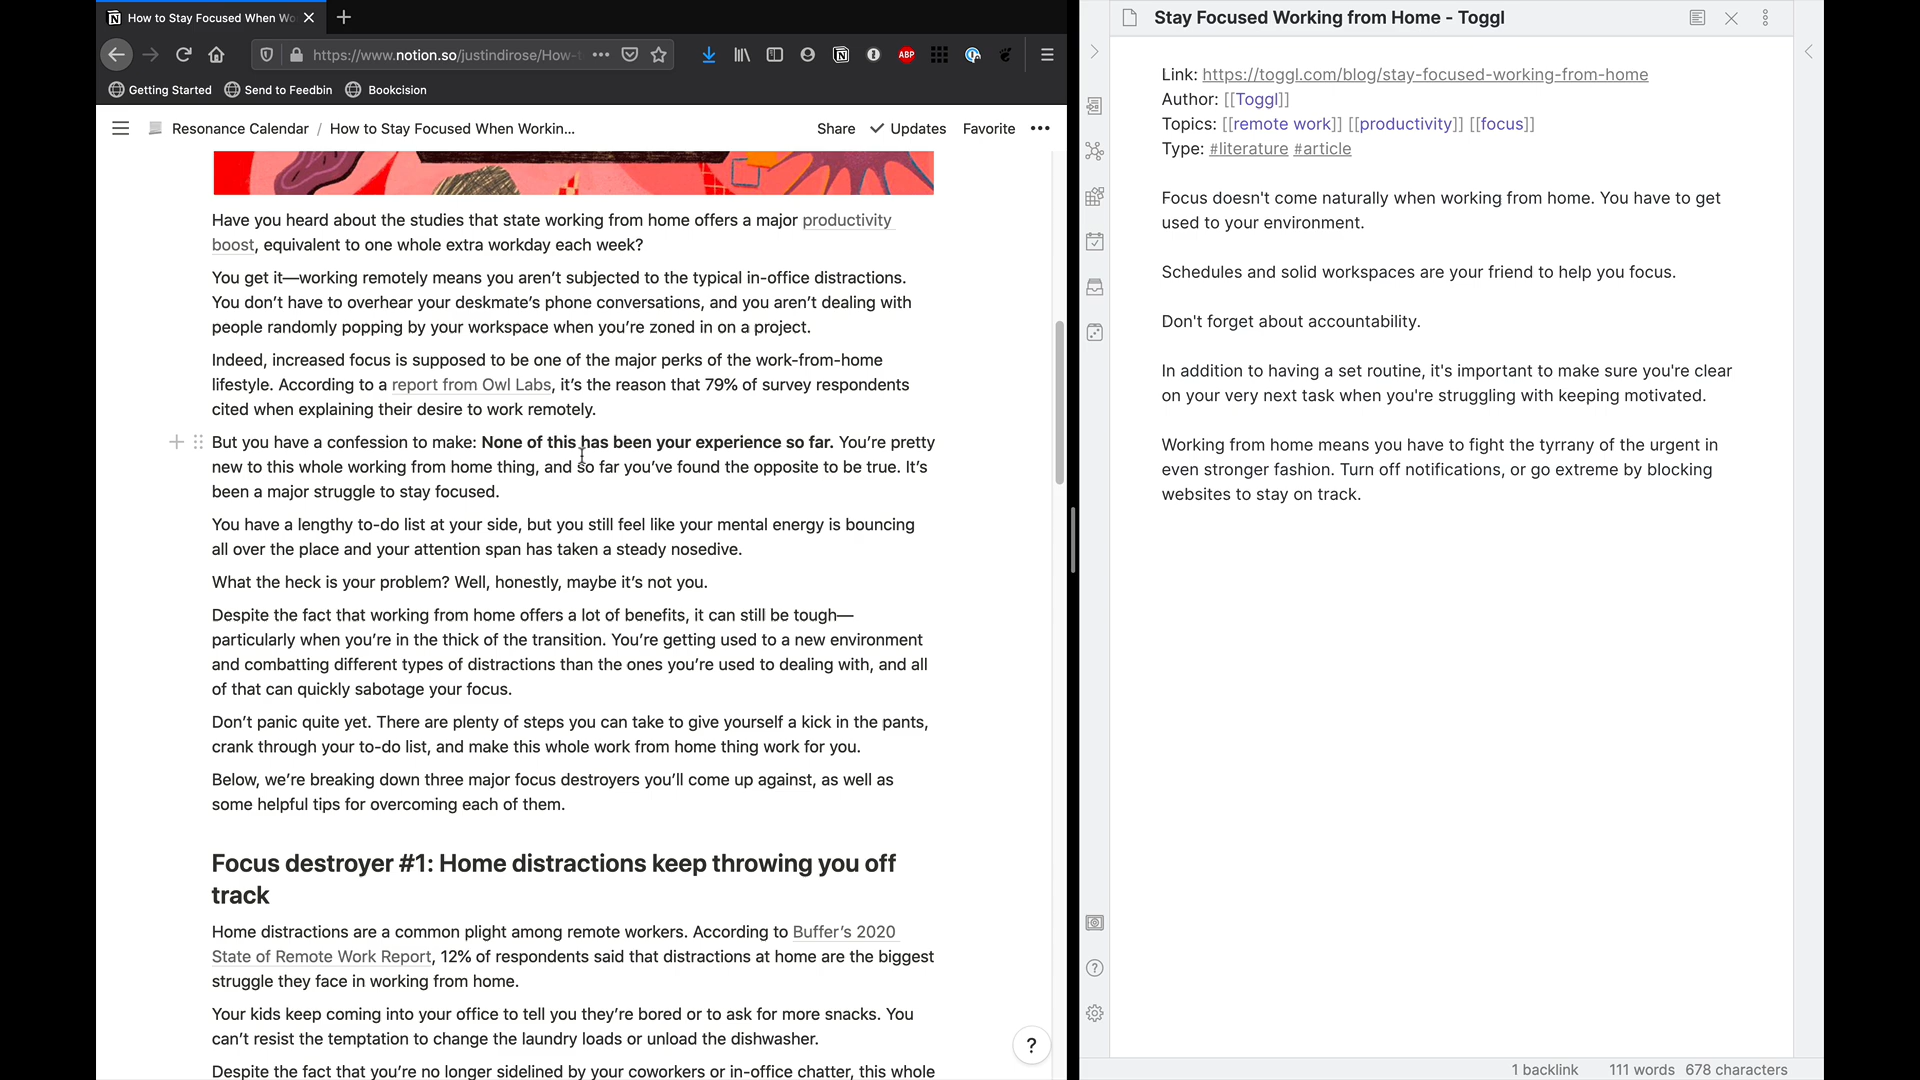 How to Stay Focused When Wo
https://www.notion.so/justindirose/How-t
ABP
Getting Started
Send to Feedbin
Bookcision
Resonance Calendar / How to Stay Focused When Workin...
Share
Updates
Favorite
Have you heard about the studies that state working from home offers a major productivity
boost, equivalent to one whole extra workday each week?
You get it—working remotely means you aren't subjected to the typical in-office distractions.
You don't have to overhear your deskmate's phone conversations, and you aren't dealing with
people randomly popping by your workspace when you're zoned in on a project.
Indeed, increased focus is supposed to be one of the major perks of the work-from-home
lifestyle. According to a report from Owl Labs, it's the reason that 79% of survey respondents
cited when explaining their desire to work remotely.
But you have a confession to make: None of this has been your experience so far. You're pretty
new to this whole working from home thing, and so far you've found the opposite to be true. It's
been a major struggle to stay focused.
You have a lengthy to-do list at your side, but you still feel like your mental energy is bouncing
all over the place and your attention span has taken a steady nosedive.
What the heck is your problem? Well, honestly, maybe it's not you.
Despite the fact that working from home offers a lot of benefits, it can still be tough—
particularly when you're in the thick of the transition. You're getting used to a new environment
and combatting different types of distractions than the ones you're used to dealing with, and all
of that can quickly sabotage your focus.
Don't panic quite yet. There are plenty of steps you can take to give yourself a kick in the pants,
crank through your to-do list, and make this whole work from home thing work for you.
Below, we're breaking down three major focus destroyers you'll come up against, as well as
some helpful tips for overcoming each of them.
Focus destroyer #1: Home distractions keep throwing you off
track
Home distractions are a common plight among remote workers. According to Buffer's 2020
State of Remote Work Report, 12% of respondents said that distractions at home are the biggest
struggle they face in working from home.
Your kids keep coming into your office to tell you they're bored or to ask for more snacks. You
can't resist the temptation to change the laundry loads or unload the dishwasher.
Despite the fact that you're no longer sidelined by your coworkers or in-office chatter, this whole
?
Stay Focused Working from Home - Toggl
Link: https://toggl.com/blog/stay-focused-working-from-home
Author: [[Toggl]]
Topics: [[remote work]] [[productivity]] [[focus]]
Type: #literature #article
Focus doesn't come naturally when working from home. You have to get
used to your environment.
Schedules and solid workspaces are your friend to help you focus.
Don't forget about accountability.
In addition to having a set routine, it's important to make sure you're clear
on your very next task when you're struggling with keeping motivated.
Working from home means you have to fight the tyrrany of the urgent in
even stronger fashion. Turn off notifications, or go extreme by blocking
websites to stay on track.
1 backlink
111 words
678 characters